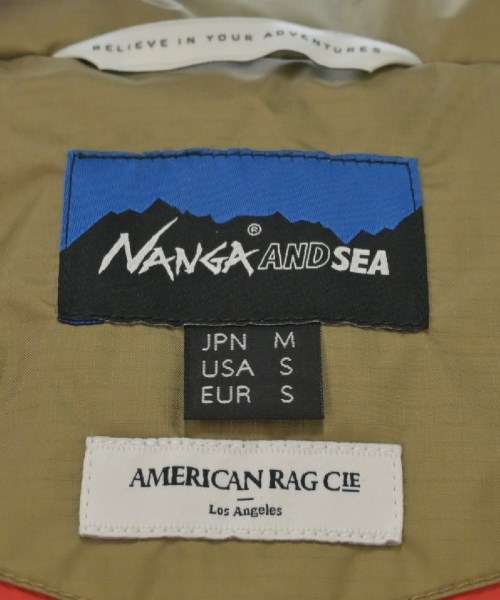 BELIEVE IN YOUR ADVENTURES
NANGA® AND SEA
JPN M
USA S
EUR S
AMERICAN RAG CIE
Los Angeles